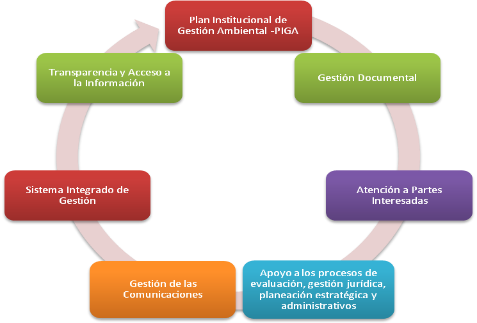 Plan Institucional de
Gestión Ambiental -PIGA
Gestión Documental
Atención a Partes
Interesadas
Apoyo a los procesos de
evaluación, gestión jurídica,
planeación estratégica y
administrativos
Gestión de las
Comunicaciones
Sistema Integrado de
Gestión
Transparencia y Acceso a
la Información